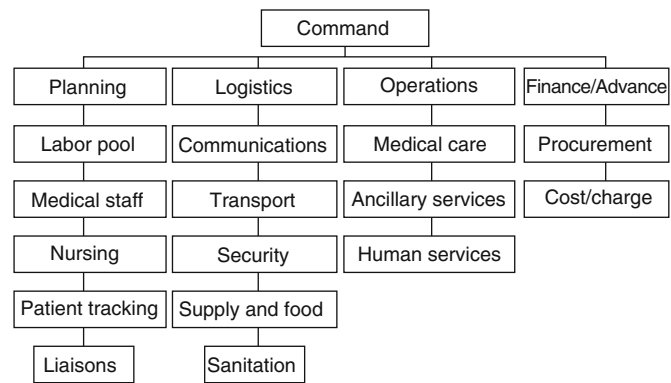 Command
Planning
Logistics
Operations
Finance/Advance
Labor pool
Communications
Medical care
Procurement
Medical staff
Transport
Ancillary services
Cost/charge
Nursing
Security
Human services
Patient tracking
Supply and food
Liaisons
Sanitation